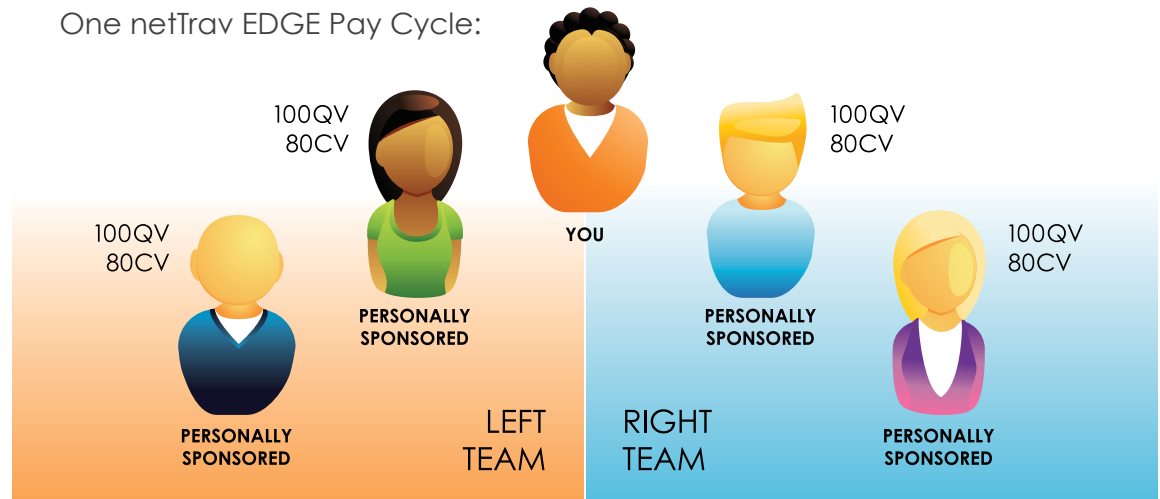 One netTrav EDGE Pay Cycle:
100QV
80CV
100QV
80CV
100QV
80CV
YOU
100QV
80CV
PERSONALLY
SPONSORED
PERSONALLY
SPONSORED
LEFT
TEAM
RIGHT
TEAM
PERSONALLY
SPONSORED
PERSONALLY
SPONSORED